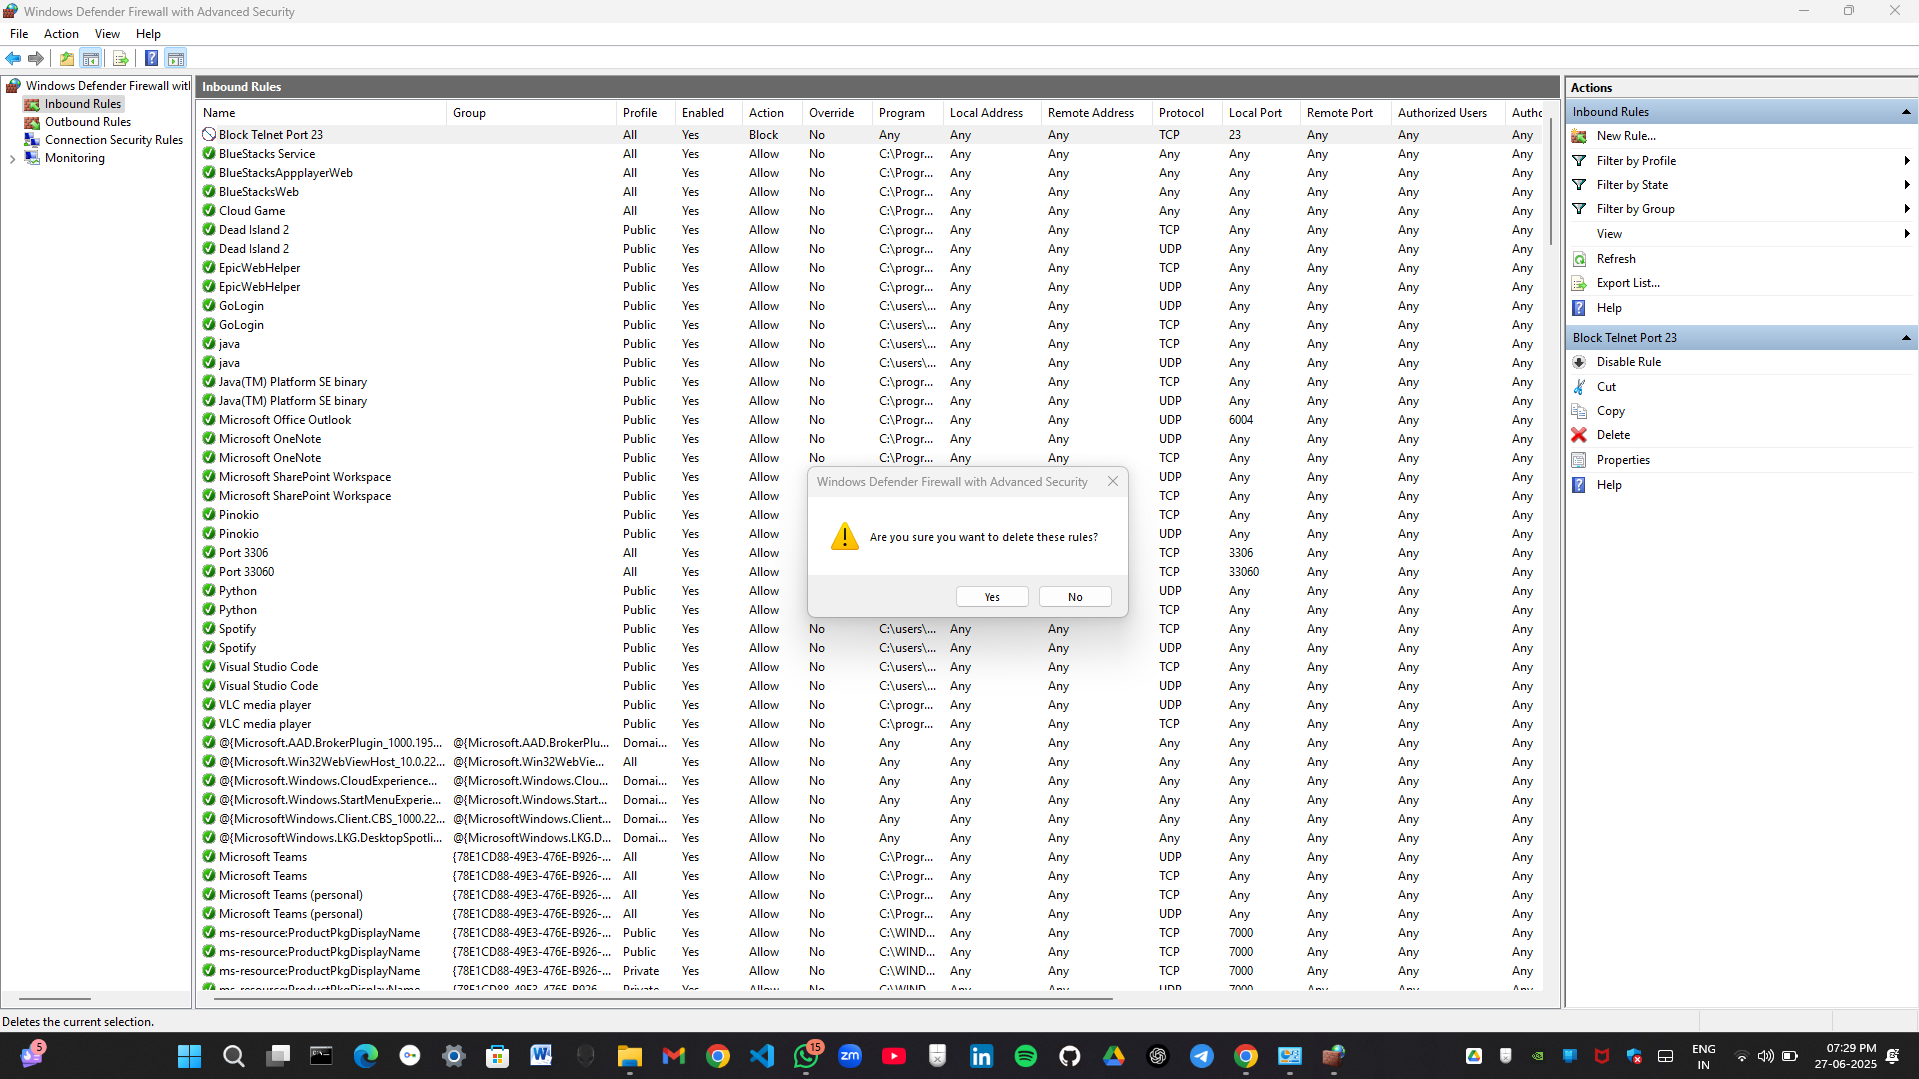 Windows Defender Firewall with Advanced Security
File Action View Help
Windows Defender Firewall witl
Inbound Rules
Outbound Rules
Connection Security Rules
Monitoring
Inbound Rules
Name Group Profile Enabled Action Override Program Local Address Remote Address Protocol Local Port Remote Port Authorized Users Autho
Block Telnet Port 23 All Yes Block No Any Any Any TCP 23 Any Any Any
BlueStacks Service All Yes Allow No C:\Progr... Any Any Any Any Any Any Any
BlueStacksAppplayerWeb All Yes Allow No C:\Progr... Any Any Any Any Any Any Any
BlueStacksWeb All Yes Allow No C:\Progr... Any Any Any Any Any Any Any
Cloud Game All Yes Allow No C:\Progr... Any Any Any Any Any Any Any
Dead Island 2 Public Yes Allow No C:\progr... Any Any TCP Any Any Any Any
Dead Island 2 Public Yes Allow No C:\progr... Any Any UDP Any Any Any Any
EpicWebHelper Public Yes Allow No C:\progr... Any Any TCP Any Any Any Any
EpicWebHelper Public Yes Allow No C:\progr... Any Any UDP Any Any Any Any
GoLogin Public Yes Allow No C:\users\... Any Any UDP Any Any Any Any
GoLogin Public Yes Allow No C:\users\... Any Any TCP Any Any Any Any
java Public Yes Allow No C:\users\... Any Any TCP Any Any Any Any
java Public Yes Allow No C:\users\... Any Any UDP Any Any Any Any
Java(TM) Platform SE binary Public Yes Allow No C:\progr... Any Any TCP Any Any Any Any
Java(TM) Platform SE binary Public Yes Allow No C:\progr... Any Any UDP Any Any Any Any
Microsoft Office Outlook Public Yes Allow No C:\Progr... Any Any UDP 6004 Any Any Any
Microsoft OneNote Public Yes Allow No C:\Progr... Any Any UDP Any Any Any Any
Microsoft OneNote Public Yes Allow No C:\Progr... Any Any TCP Any Any Any Any
Microsoft SharePoint Workspace Public Yes Allow UDP Any Any Any Any
Microsoft SharePoint Workspace Public Yes Allow TCP Any Any Any Any
Pinokio Public Yes Allow TCP Any Any Any Any
Pinokio Public Yes Allow UDP Any Any Any Any
Port 3306 All Yes Allow TCP 3306 Any Any Any
Port 33060 All Yes Allow TCP 33060 Any Any Any
Python Public Yes Allow UDP Any Any Any Any
Python Public Yes Allow TCP Any Any Any Any
Spotify Public Yes Allow No C:\users\... Any Any TCP Any Any Any Any
Spotify Public Yes Allow No C:\users\... Any Any UDP Any Any Any Any
Visual Studio Code Public Yes Allow No C:\users\... Any Any TCP Any Any Any Any
Visual Studio Code Public Yes Allow No C:\users\... Any Any UDP Any Any Any Any
VLC media player Public Yes Allow No C:\progr... Any Any UDP Any Any Any Any
VLC media player Public Yes Allow No C:\progr... Any Any TCP Any Any Any Any
@{Microsoft.AAD.BrokerPlugin_1000.195... @{Microsoft.AAD.BrokerPlu... Domai... Yes Allow No Any Any Any Any Any Any Any Any
@{Microsoft.Win32WebViewHost_10.0.22... @{Microsoft.Win32WebVie... All Yes Allow No Any Any Any Any Any Any Any Any
@{Microsoft.Windows.CloudExperience... @{Microsoft.Windows.Clou... Domai... Yes Allow No Any Any Any Any Any Any Any Any
@{Microsoft.Windows.StartMenuExperie... @{Microsoft.Windows.Start... Domai... Yes Allow No Any Any Any Any Any Any Any Any
@{MicrosoftWindows.Client.CBS_1000.22... @{MicrosoftWindows.Client... Domai... Yes Allow No Any Any Any Any Any Any Any Any
@{MicrosoftWindows.LKG.DesktopSpotli... @{MicrosoftWindows.LKG.D... Domai... Yes Allow No Any Any Any Any Any Any Any Any
Microsoft Teams {78E1CD88-49E3-476E-B926-... All Yes Allow No C:\Progr... Any Any UDP Any Any Any Any
Microsoft Teams {78E1CD88-49E3-476E-B926-... All Yes Allow No C:\Progr... Any Any TCP Any Any Any Any
Microsoft Teams (personal) {78E1CD88-49E3-476E-B926-... All Yes Allow No C:\Progr... Any Any TCP Any Any Any Any
Microsoft Teams (personal) {78E1CD88-49E3-476E-B926-... All Yes Allow No C:\Progr... Any Any UDP Any Any Any Any
ms-resource:ProductPkgDisplayName {78E1CD88-49E3-476E-B926-... Public Yes Allow No C:\WIND... Any Any TCP 7000 Any Any Any
ms-resource:ProductPkgDisplayName {78E1CD88-49E3-476E-B926-... Public Yes Allow No C:\WIND... Any Any TCP 7000 Any Any Any
ms-resource:ProductPkgDisplayName {78E1CD88-49E3-476E-B926-... Private Yes Allow No C:\WIND... Any Any TCP 7000 Any Any Any
ms-resource:ProductPkgDisplayName {78E1CD88-49E3-476E-B926-... Private Yes Allow No C:\WIND... Any Any UDP 7000 Any Any Any
Windows Defender Firewall with Advanced Security
Are you sure you want to delete these rules?
Yes No
Actions
Inbound Rules
New Rule...
Filter by Profile
Filter by State
Filter by Group
View
Refresh
Export List...
Help
Block Telnet Port 23
Disable Rule
Cut
Copy
Delete
Properties
Help
Deletes the current selection.
5
15
zm
ENG
IN
07:29 PM
27-06-2025